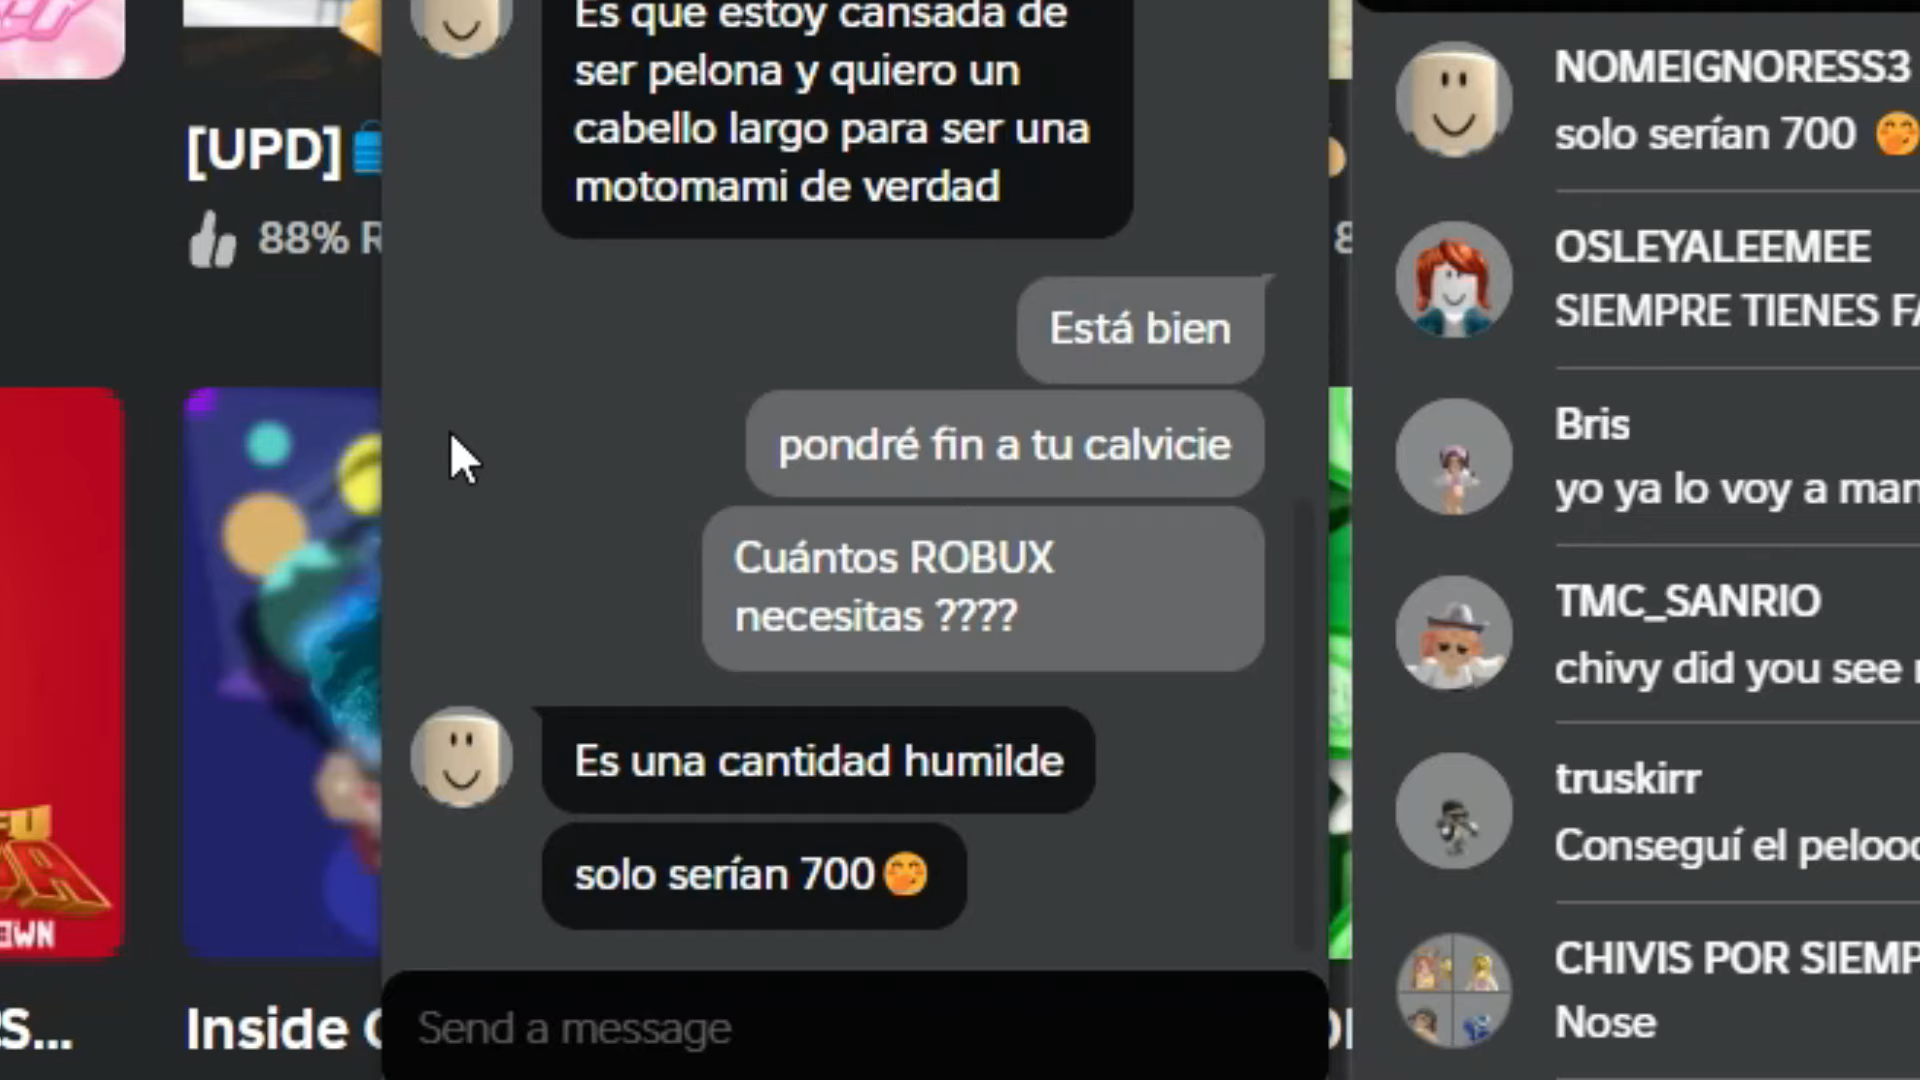 Es que estoy cansada de
ser pelona y quiero un
cabello largo para ser una
motomami de verdad
Está bien
pondré fin a tu calvicie
Cuántos ROBUX
necesitas ????
Es una cantidad humilde
solo serían 700🤭
Send a message
[UPD]
88%
Inside
NOMEIGNORESS3
solo serían 700 🤭
OSLEYALEEMEE
SIEMPRE TIENES
Bris
yo ya lo voy a
TMC_SANRIO
chivy did you see
truskirr
Conseguí el
CHIVIS POR
Nose